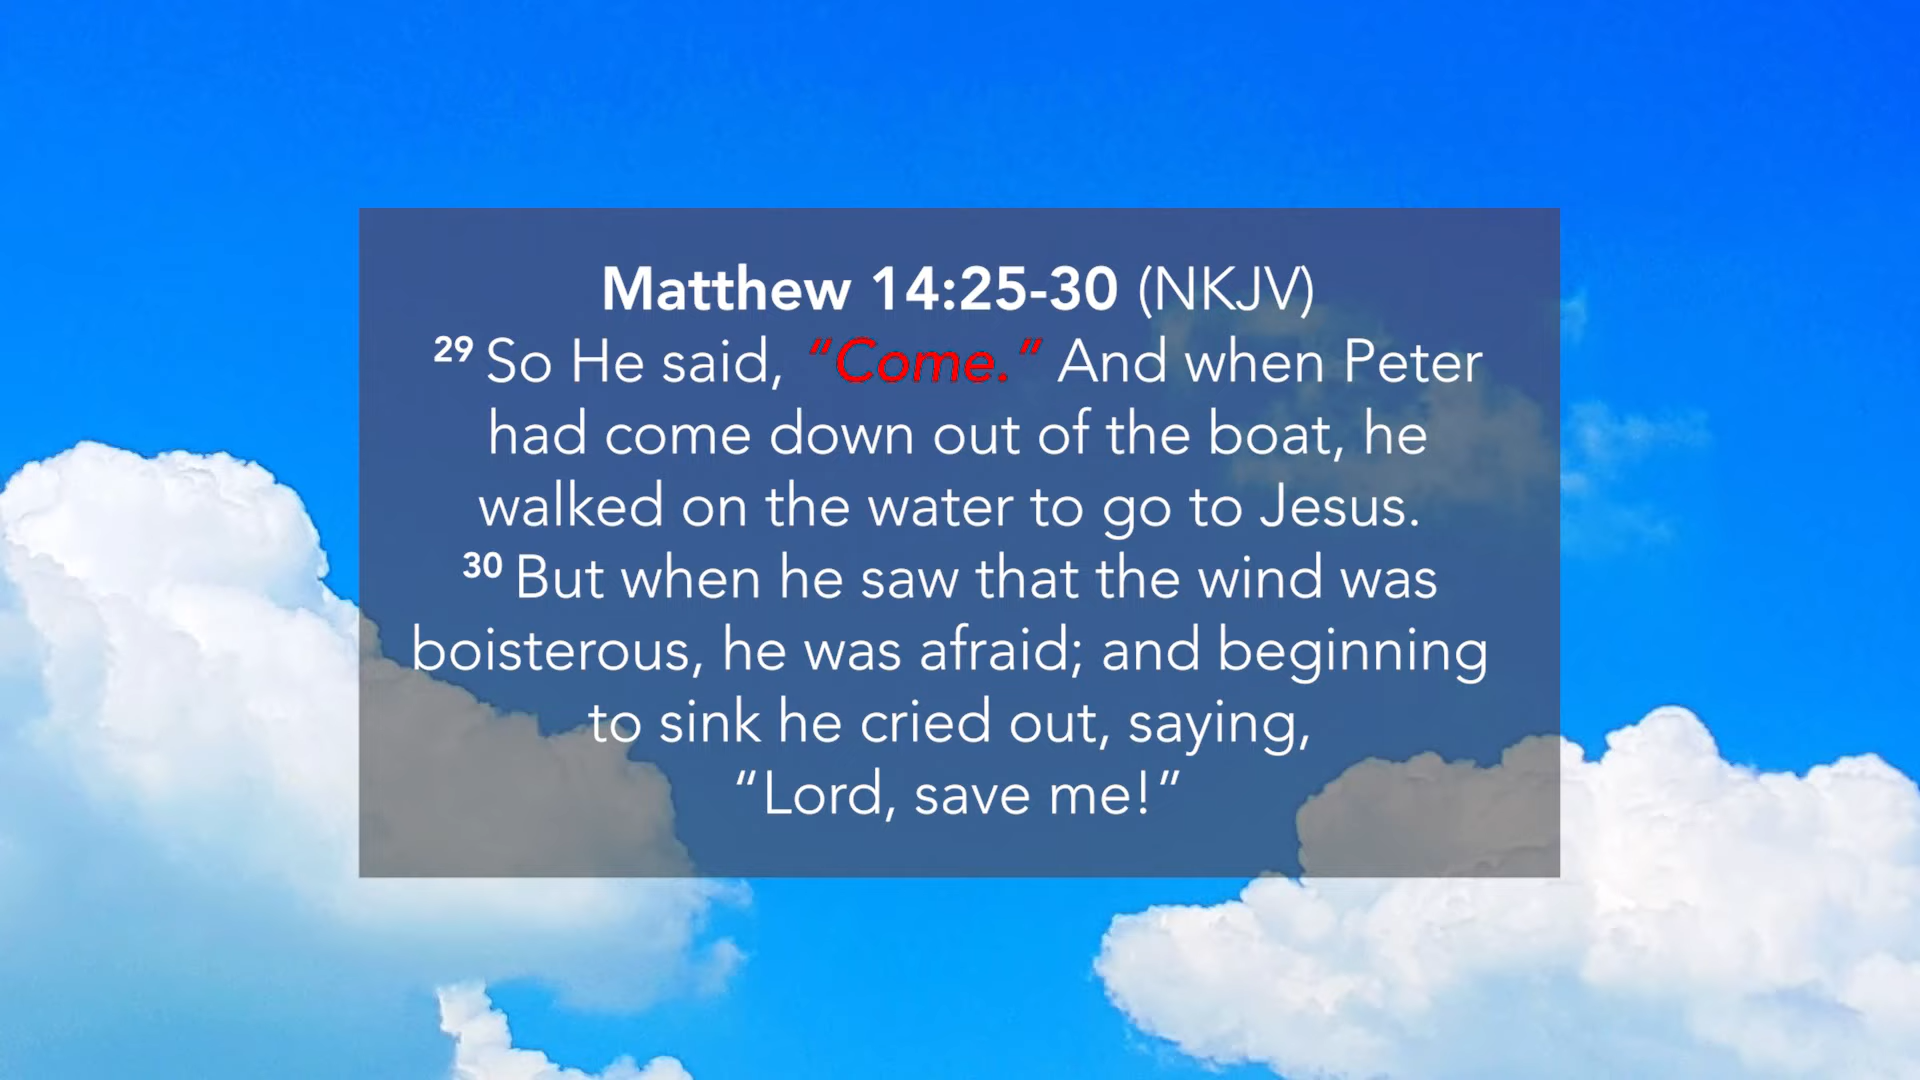 Matthew 14:25-30 (NKJV)
29 So He said, “Come.” And when Peter
had come down out of the boat, he
walked on the water to go to Jesus.
30 But when he saw that the wind was
boisterous, he was afraid; and beginning
to sink he cried out, saying,
“Lord, save me!”